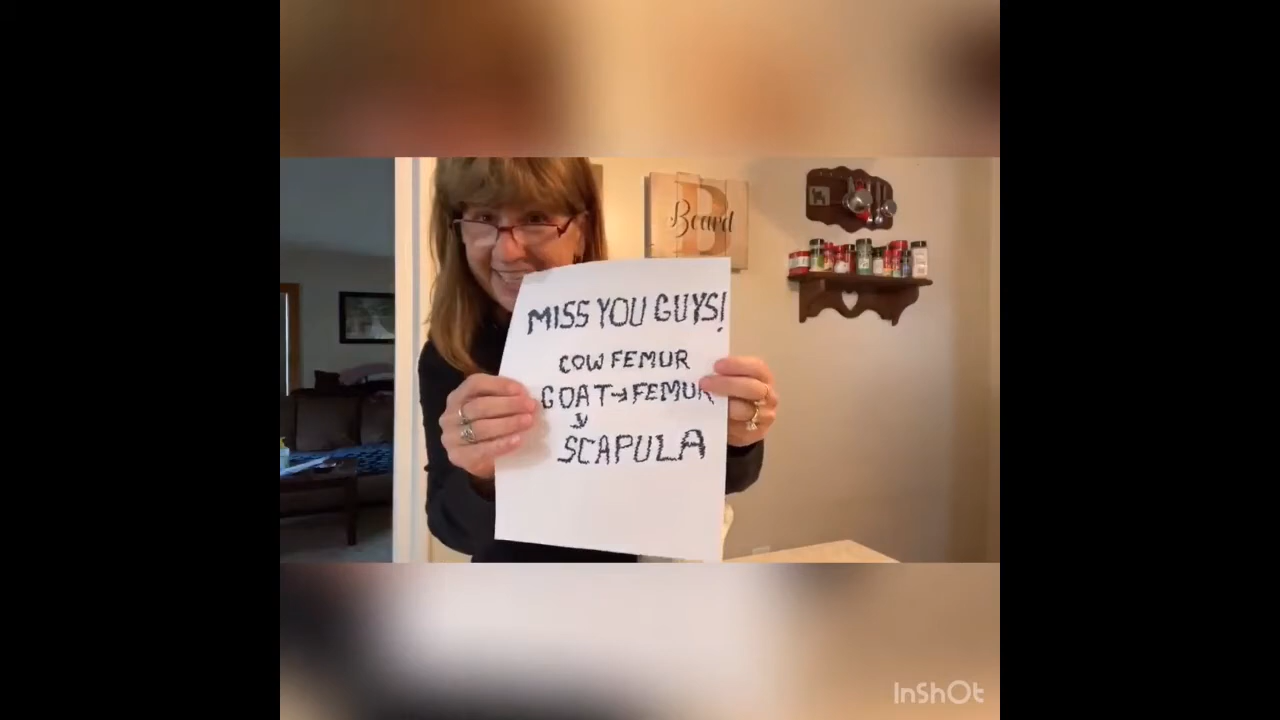 Beard
B
MISS YOU GUYS!
COW FEMUR
GOAT→FEMUR
↓
SCAPULA
InShOt